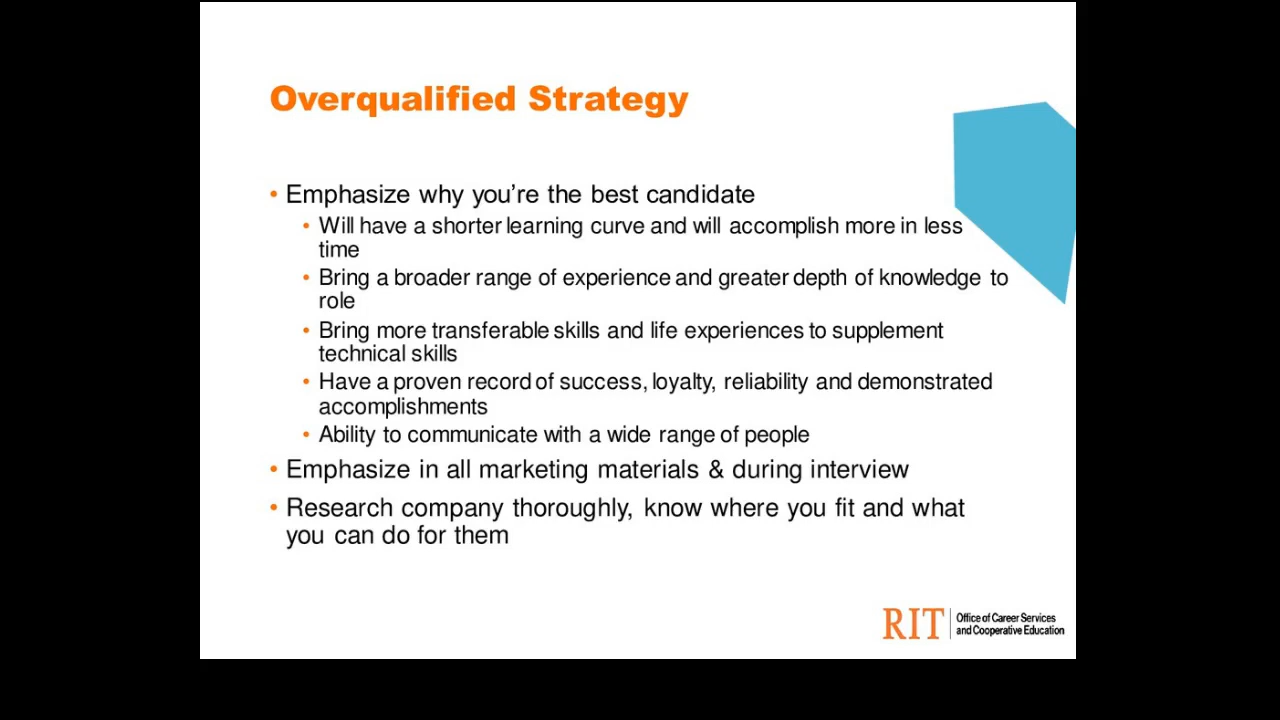 Overqualified Strategy
• Emphasize why you’re the best candidate
• Will have a shorter learning curve and will accomplish more in less
time
• Bring a broader range of experience and greater depth of knowledge to
role
• Bring more transferable skills and life experiences to supplement
technical skills
• Have a proven record of success, loyalty, reliability and demonstrated
accomplishments
• Ability to communicate with a wide range of people
• Emphasize in all marketing materials & during interview
• Research company thoroughly, know where you fit and what
you can do for them
RIT
Office of Career Services
and Cooperative Education